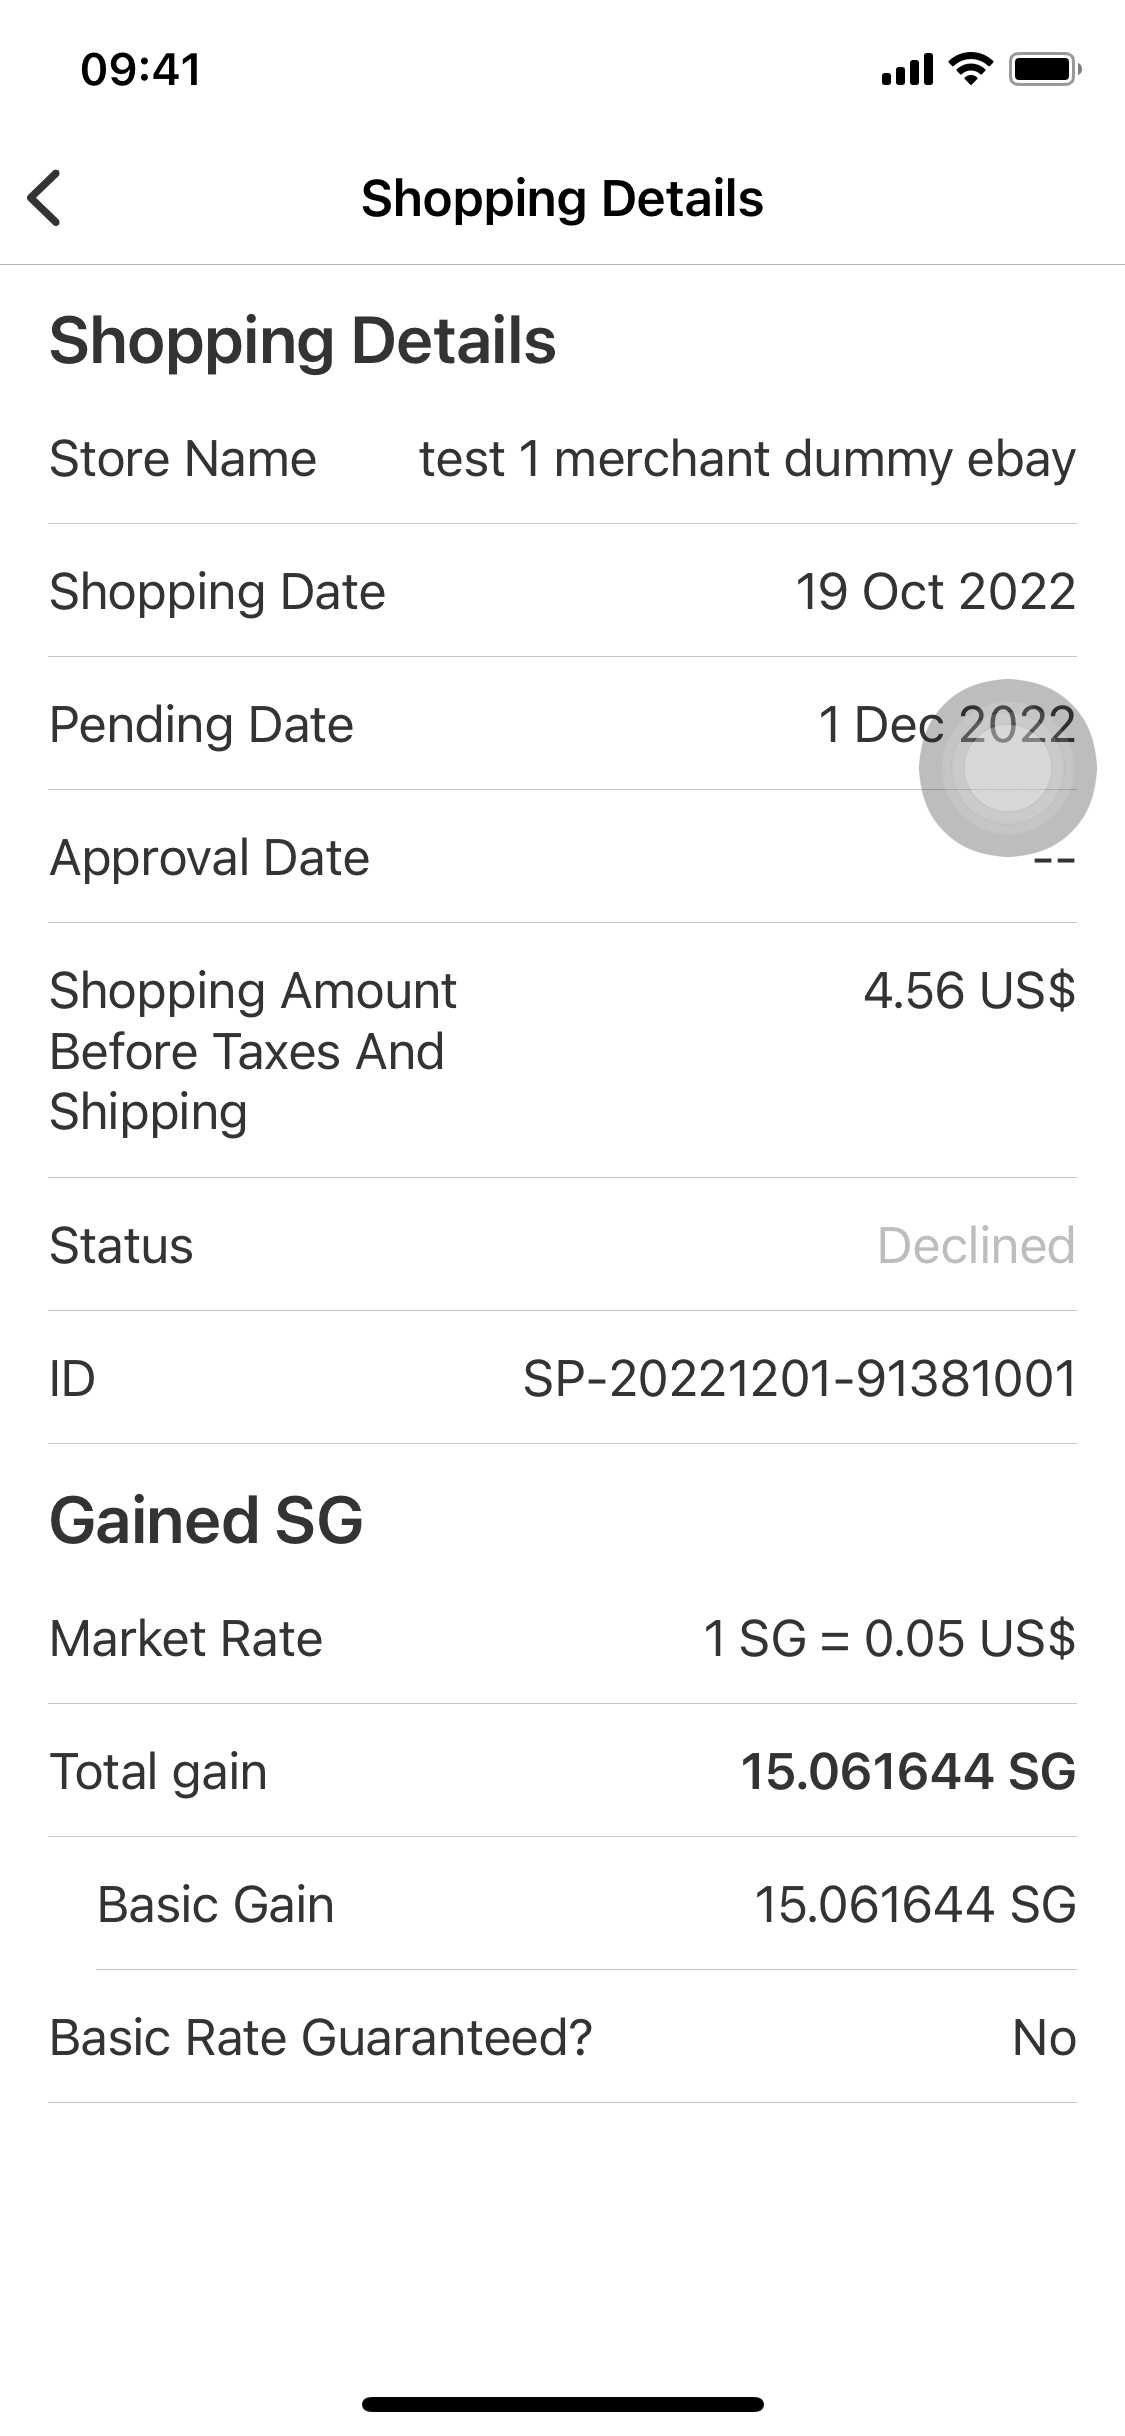 09:41
Shopping Details
Shopping Details
Store Name test 1 merchant dummy ebay
Shopping Date 19 Oct 2022
Pending Date 1 Dec 2022
Approval Date --
Shopping Amount 4.56 US$
Before Taxes And
Shipping
Status Declined
ID SP-20221201-91381001
Gained SG
Market Rate 1 SG = 0.05 US$
Total gain 15.061644 SG
Basic Gain 15.061644 SG
Basic Rate Guaranteed? No